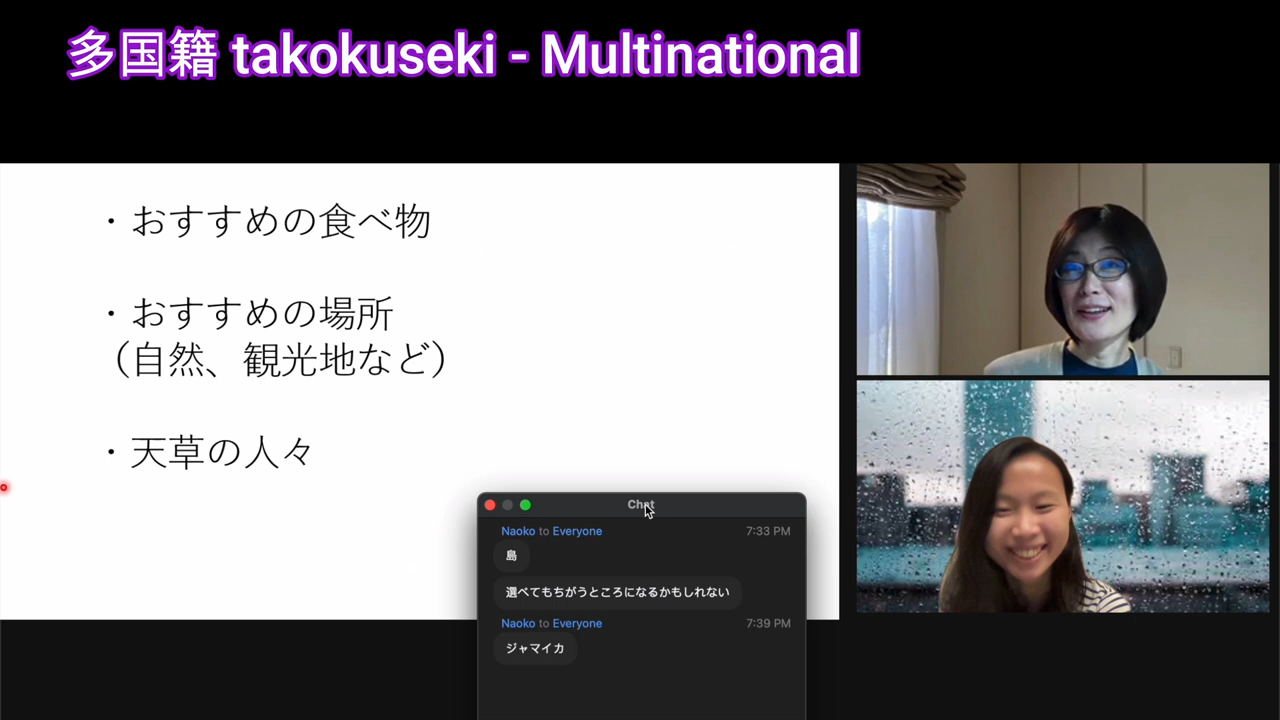 多国籍 takokuseki - Multinational
・おすすめの食べ物
・おすすめの場所
（自然、観光地など）
・天草の人々
Chat
Naoko to Everyone 7:33 PM
島
選べてもちがうところになるかもしれない
Naoko to Everyone 7:39 PM
ジャマイカ